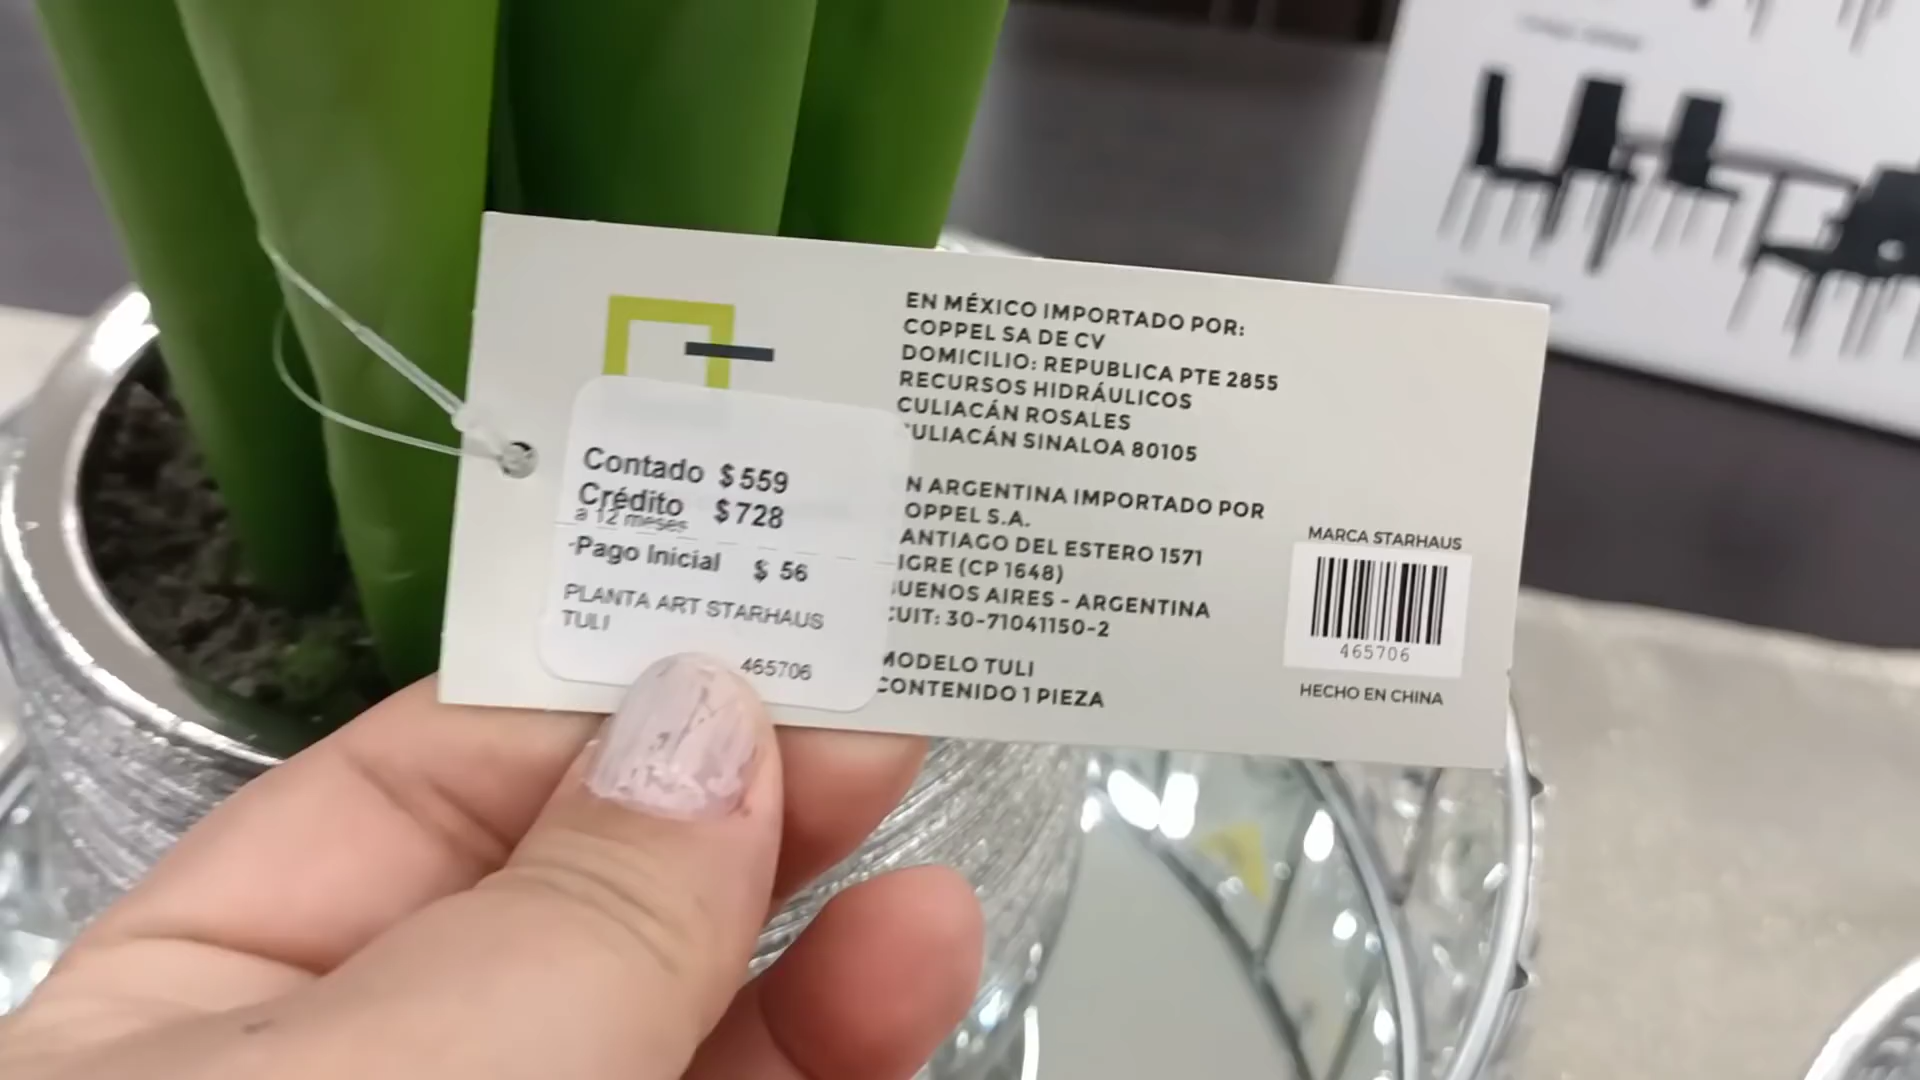 Contado $559
Crédito $728
a 12 meses
-Pago Inicial $ 56
PLANTA ART STARHAUS
TULI
465706
EN MÉXICO IMPORTADO POR:
COPPEL SA DE CV
DOMICILIO: REPUBLICA PTE 2855
RECURSOS HIDRÁULICOS
CULIACÁN ROSALES
ULIACÁN SINALOA 80105
N ARGENTINA IMPORTADO POR
OPPEL S.A.
ANTIAGO DEL ESTERO 1571
IGRE (CP 1648)
UENOS AIRES - ARGENTINA
CUIT: 30-71041150-2
MODELO TULI
CONTENIDO 1 PIEZA
MARCA STARHAUS
465706
HECHO EN CHINA